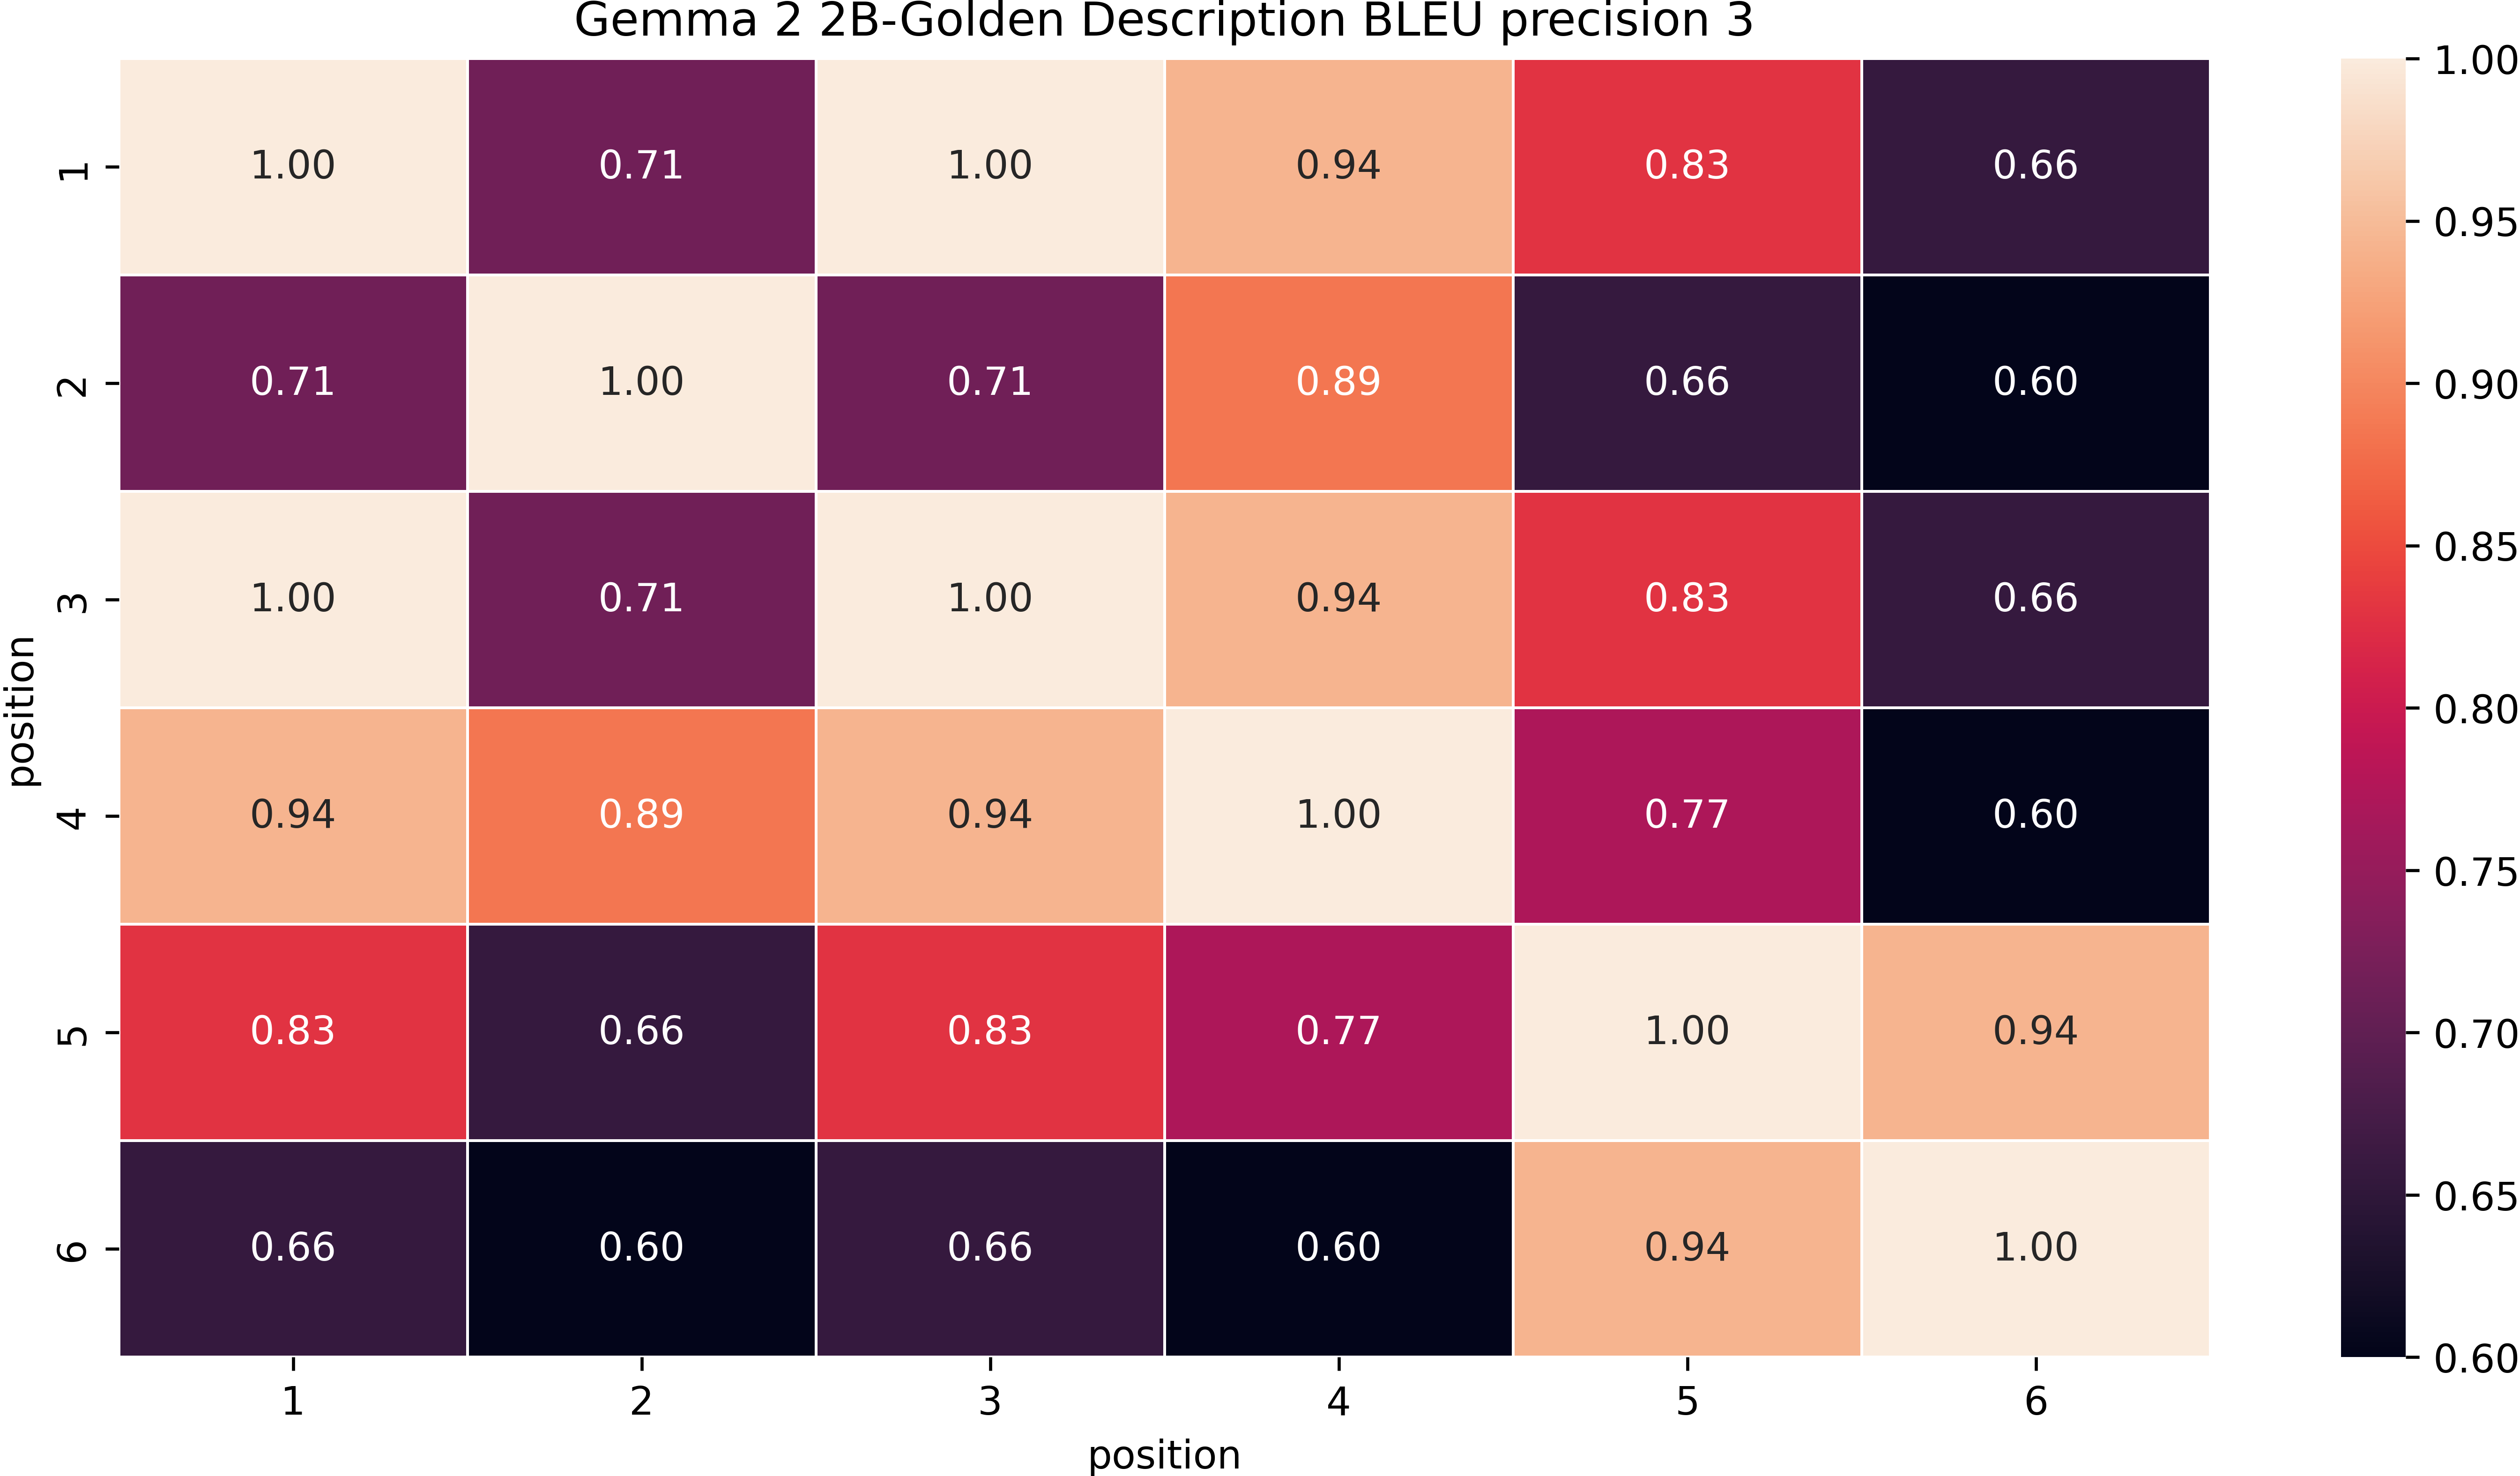 Gemma 2 2B-Golden Description BLEU precision 3
1 1.00 0.71 1.00 0.94 0.83 0.66
2 0.71 1.00 0.71 0.89 0.66 0.60
3 1.00 0.71 1.00 0.94 0.83 0.66
4 0.94 0.89 0.94 1.00 0.77 0.60
5 0.83 0.66 0.83 0.77 1.00 0.94
6 0.66 0.60 0.66 0.60 0.94 1.00
position
1 2 3 4 5 6
position
1.00
0.95
0.90
0.85
0.80
0.75
0.70
0.65
0.60